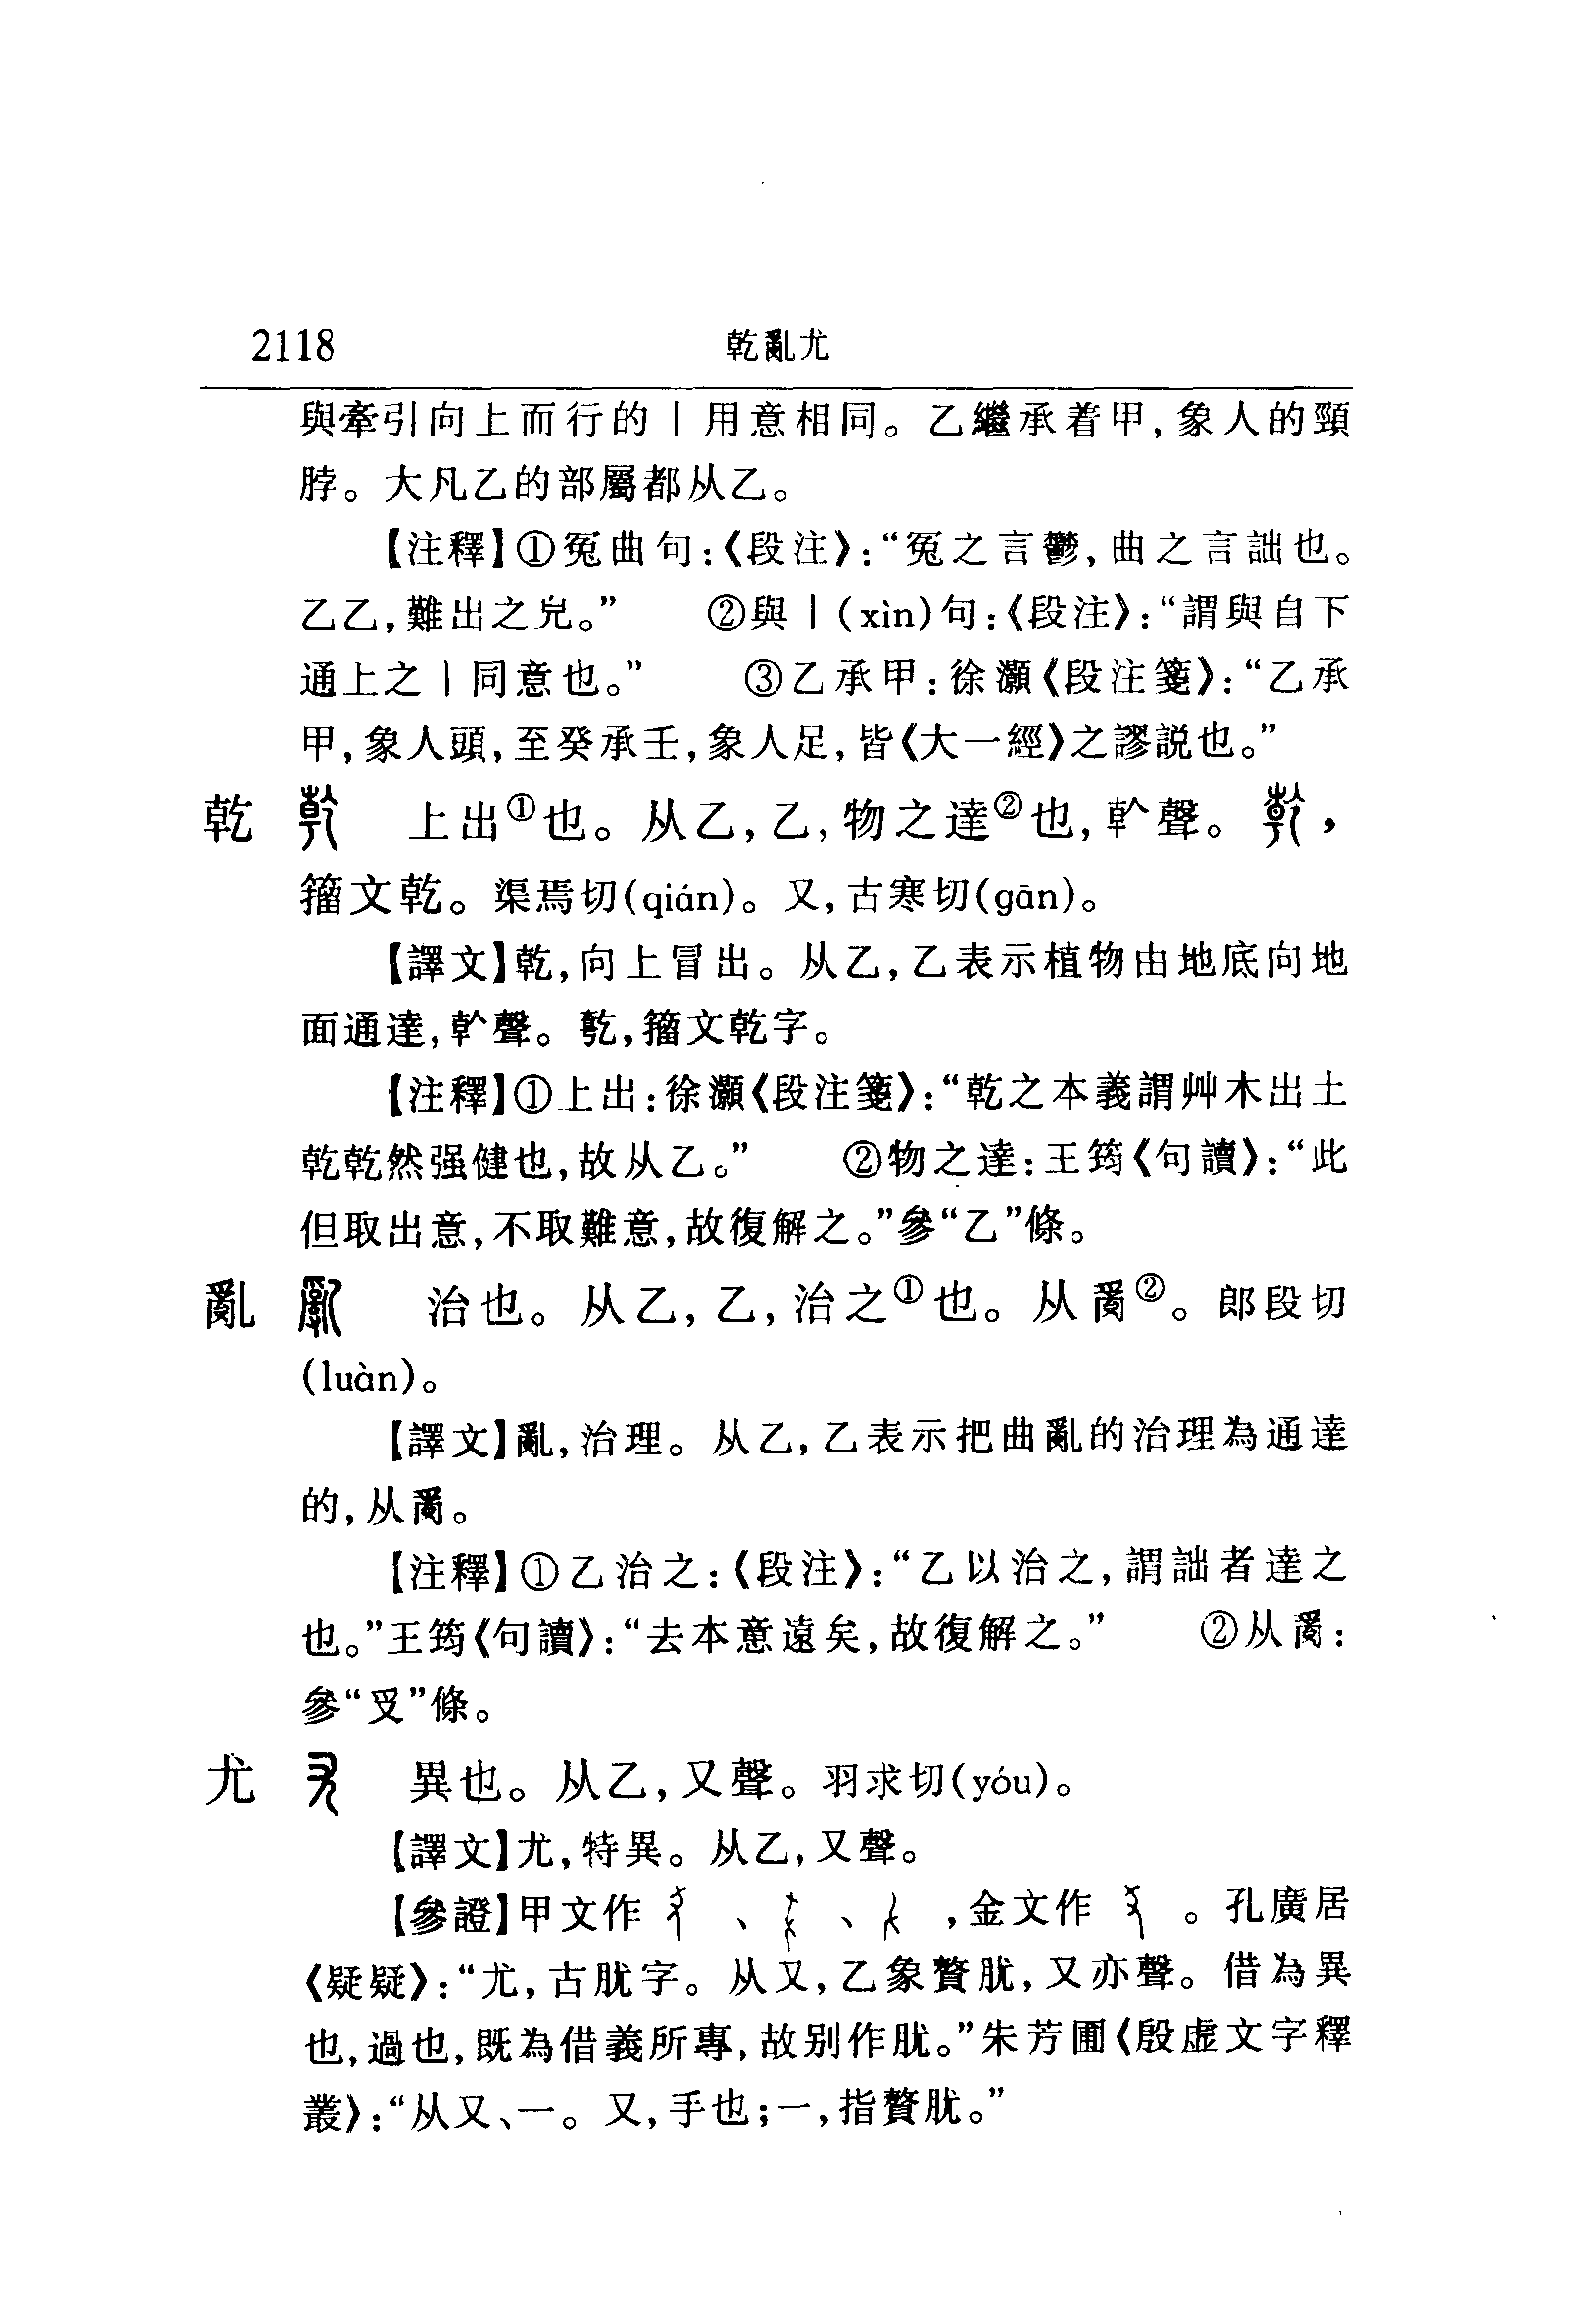 2118 乾亂尤
與牽引向上而行的丨用意相同。乙繼承着甲,象人的頸
脖。大凡乙的部屬都从乙。
【注釋】①冤曲句:《段注》:“冤之言鬱,曲之言詘也。
乙乙,難出之皃。” ②與丨(xìn)句:《段注》:“謂與自下
通上之丨同意也。” ③乙承甲:徐灝《段注箋》:“乙承
甲,象人頭,至癸承壬,象人足,皆《大一經》之謬説也。”
乾 上出①也。从乙,乙,物之達②也,倝聲。 ,
籀文乾。渠焉切(qián)。又,古寒切(gān)。
【譯文】乾,向上冒出。从乙,乙表示植物由地底向地
面通達,倝聲。,籀文乾字。
【注釋】①上出:徐灝《段注箋》:“乾之本義謂艸木出土
乾乾然强健也,故从乙。” ②物之達:王筠《句讀》:“此
但取出意,不取難意,故復解之。”參“乙”條。
亂 治也。从乙,乙,治之①也。从𤔔②。郎段切
(luàn)。
【譯文】亂,治理。从乙,乙表示把曲亂的治理為通達
的,从𤔔。
【注釋】①乙治之:《段注》:“乙以治之,謂詘者達之
也。”王筠《句讀》:“去本意遠矣,故復解之。” ②从𤔔:
參“𠬪”條。
尤 異也。从乙,又聲。羽求切(yóu)。
【譯文】尤,特異。从乙,又聲。
【參證】甲文作 、 、 ,金文作 。孔廣居
《疑疑》:“尤,古肬字。从又,乙象贅肬,又亦聲。借為異
也,過也,既為借義所專,故别作肬。”朱芳圃《殷虚文字釋
叢》:“从又、一。又,手也;一,指贅肬。”